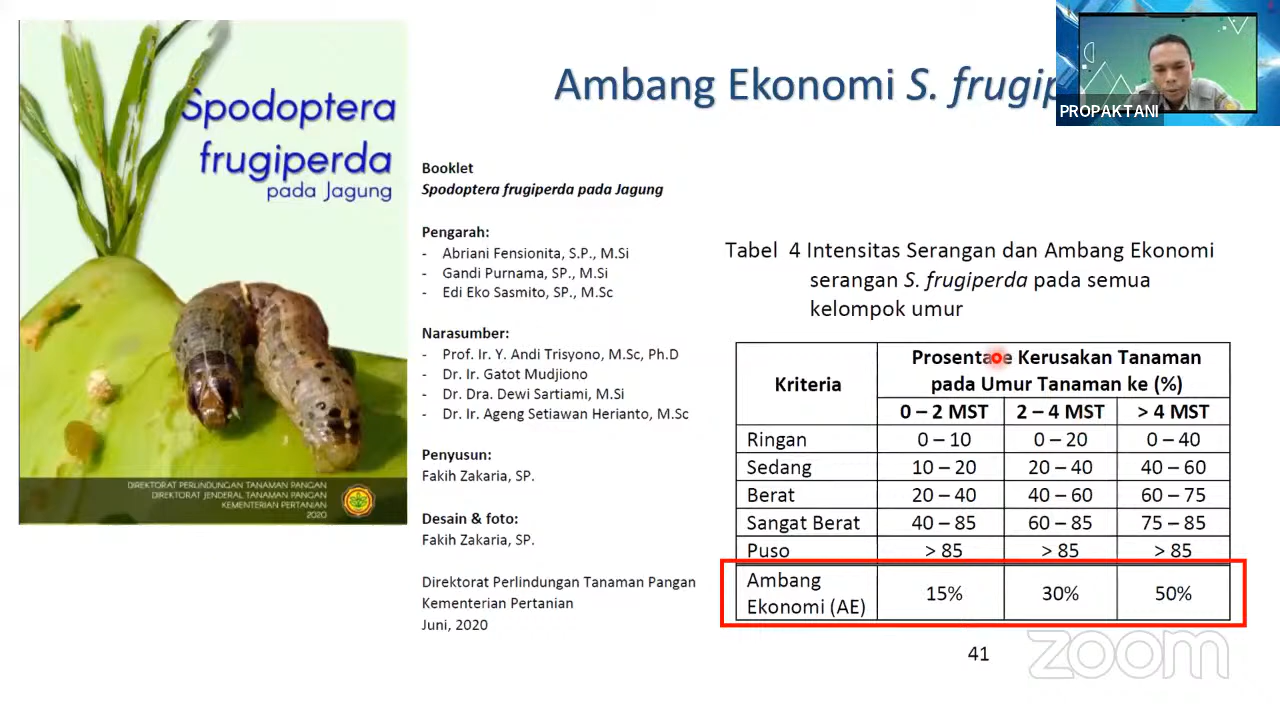 Ambang Ekonomi S. frugip
PROPAKTANI
Spodoptera
frugiperda
pada Jagung
DIREKTORAT PERLINDUNGAN TANAMAN PANGAN
DIREKTORAT JENDERAL TANAMAN PANGAN
KEMENTERIAN PERTANIAN
2020
Booklet
Spodoptera frugiperda pada Jagung
Pengarah:
- Abriani Fensionita, S.P., M.Si
- Gandi Purnama, SP., M.Si
- Edi Eko Sasmito, SP., M.Sc
Narasumber:
- Prof. Ir. Y. Andi Trisyono, M.Sc, Ph.D
- Dr. Ir. Gatot Mudjiono
- Dr. Dra. Dewi Sartiami, M.Si
- Dr. Ir. Ageng Setiawan Herianto, M.Sc
Penyusun:
Fakih Zakaria, SP.
Desain & foto:
Fakih Zakaria, SP.
Direktorat Perlindungan Tanaman Pangan
Kementerian Pertanian
Juni, 2020
Tabel 4 Intensitas Serangan dan Ambang Ekonomi
serangan S. frugiperda pada semua
kelompok umur
Kriteria
Prosentase Kerusakan Tanaman
pada Umur Tanaman ke (%)
0 – 2 MST 2 – 4 MST > 4 MST
Ringan 0 – 10 0 – 20 0 – 40
Sedang 10 – 20 20 – 40 40 – 60
Berat 20 – 40 40 – 60 60 – 75
Sangat Berat 40 – 85 60 – 85 75 – 85
Puso > 85 > 85 > 85
Ambang
Ekonomi (AE) 15% 30% 50%
41
zoom